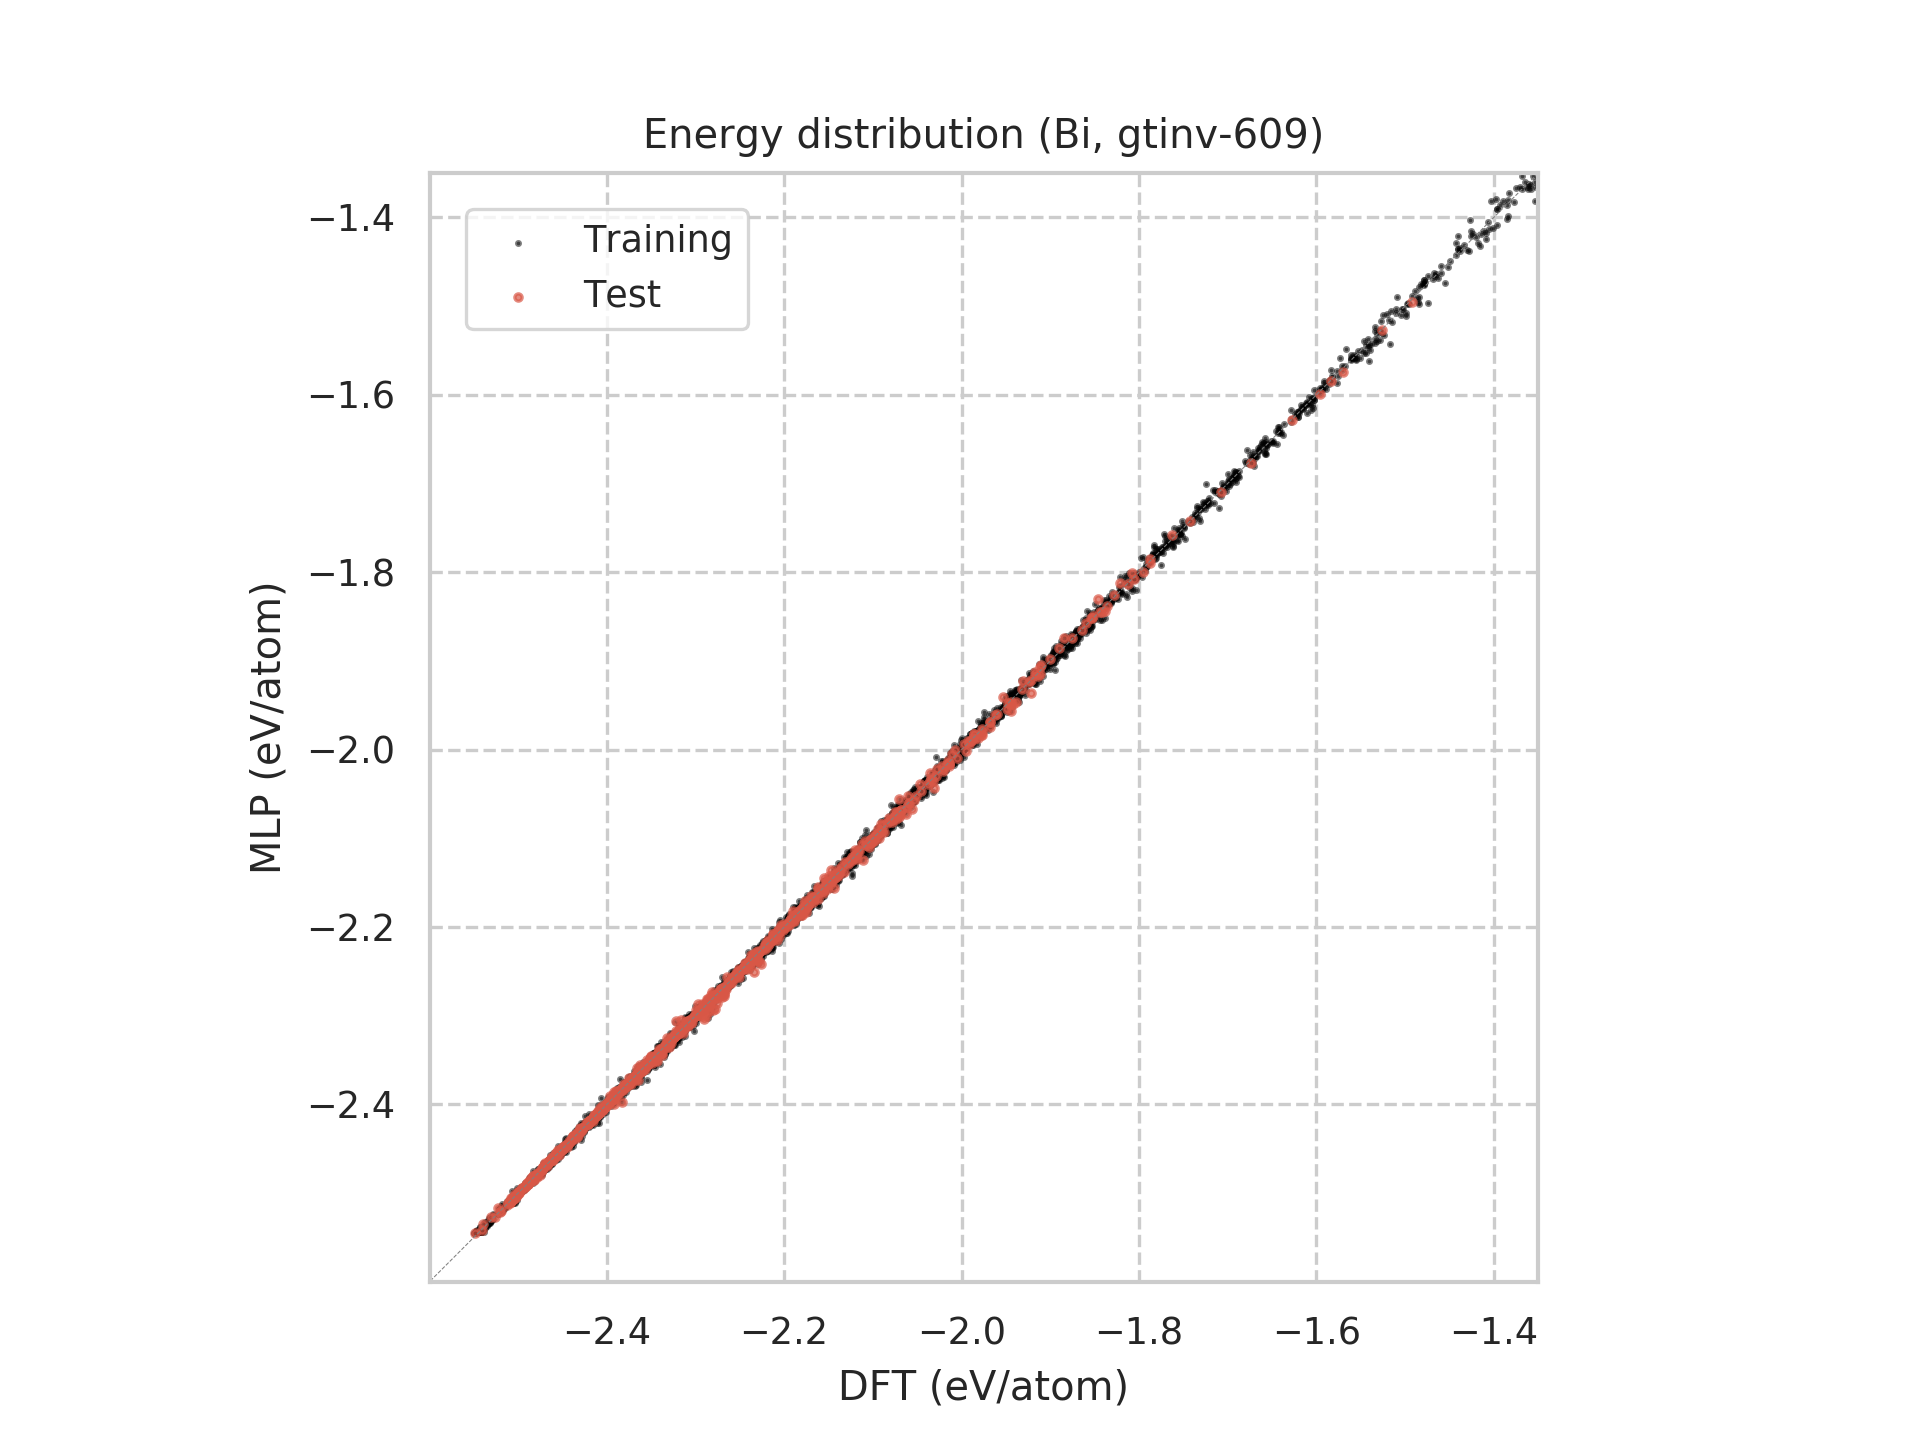 Energy distribution (Bi, gtinv-609)
Training
Test
−1.4
−1.6
−1.8
−2.0
−2.2
−2.4
MLP (eV/atom)
−2.4 −2.2 −2.0 −1.8 −1.6 −1.4
DFT (eV/atom)